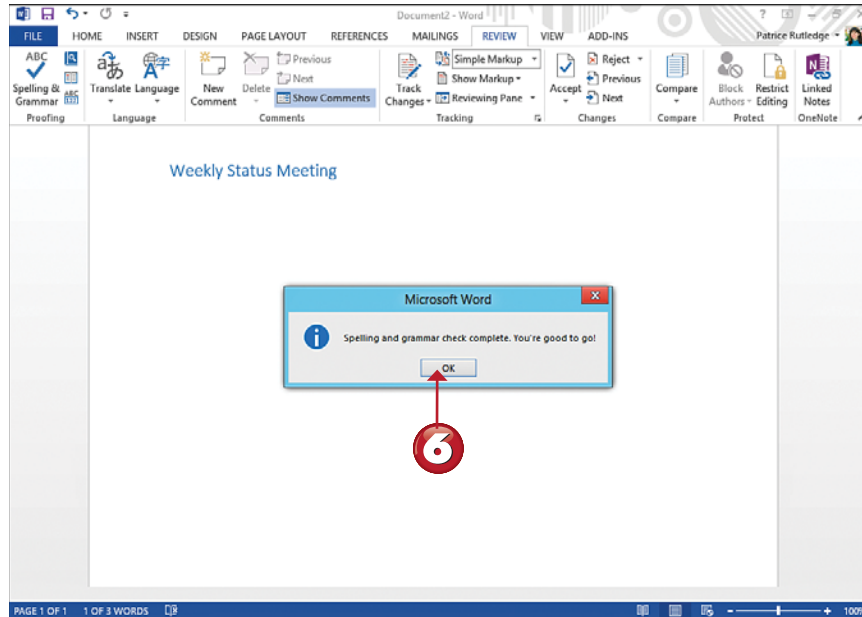 Document2 - Word
?
FILE HOME INSERT DESIGN PAGE LAYOUT REFERENCES MAILINGS REVIEW VIEW ADD-INS Patrice Rutledge
ABC
Spelling & Grammar
ABC
123
Translate
Language
New Comment
Delete
Previous
Next
Show Comments
Track Changes
Simple Markup
Show Markup
Reviewing Pane
Accept
Reject
Previous
Next
Compare
Block Authors
Restrict Editing
Linked Notes
Proofing Language Comments Tracking Changes Compare Protect OneNote
Weekly Status Meeting
Microsoft Word
x
Spelling and grammar check complete. You're good to go!
OK
6
PAGE 1 OF 1 1 OF 3 WORDS